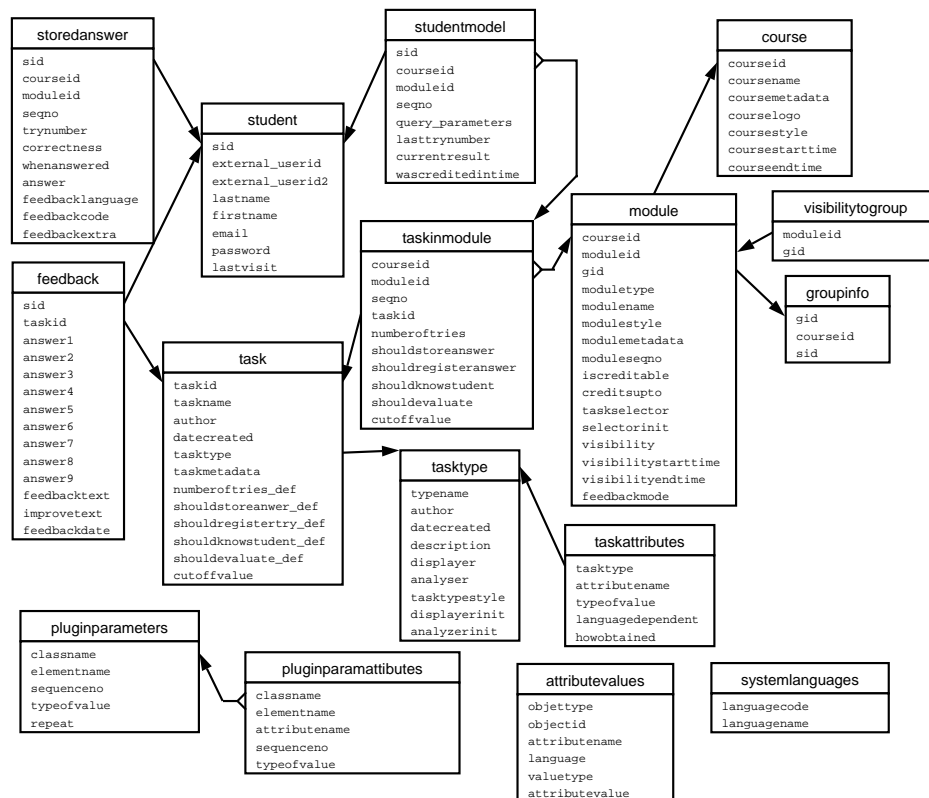 storedanswer
sid
courseid
moduleid
seqno
trynumber
correctness
whenanswered
answer
feedbacklanguage
feedbackcode
feedbackextra
student
sid
external_userid
external_userid2
lastname
firstname
email
password
lastvisit
studentmodel
sid
courseid
moduleid
seqno
query_parameters
lasttrynumber
currentresult
wascreditedintime
course
courseid
coursename
coursemetadata
courselogo
coursestyle
coursestarttime
courseendtime
visibilitytogroup
moduleid
gid
groupinfo
gid
courseid
sid
module
courseid
moduleid
gid
moduletype
modulename
modulestyle
modulemetadata
moduleseqno
iscreditable
creditsupto
taskselector
selectorinit
visibility
visibilitystarttime
visibilityendtime
feedbackmode
taskinmodule
courseid
moduleid
seqno
taskid
numberoftries
shouldstoreanswer
shouldregisteranswer
shouldknowstudent
shouldevaluate
cutoffvalue
feedback
sid
taskid
answer1
answer2
answer3
answer4
answer5
answer6
answer7
answer8
answer9
feedbacktext
improvetext
feedbackdate
task
taskid
taskname
author
datecreated
tasktype
taskmetadata
numberoftries_def
shouldstoreanwer_def
shouldregistertry_def
shouldknowstudent_def
shouldevaluate_def
cutoffvalue
tasktype
typename
author
datecreated
description
displayer
analyser
tasktypestyle
displayerinit
analyzerinit
taskattributes
tasktype
attributename
typeofvalue
languagedependent
howobtained
pluginparameters
classname
elementname
sequenceno
typeofvalue
repeat
pluginparamattibutes
classname
elementname
attributename
sequenceno
typeofvalue
attributevalues
objettype
objectid
attributename
language
valuetype
attributevalue
systemlanguages
languagecode
languagename